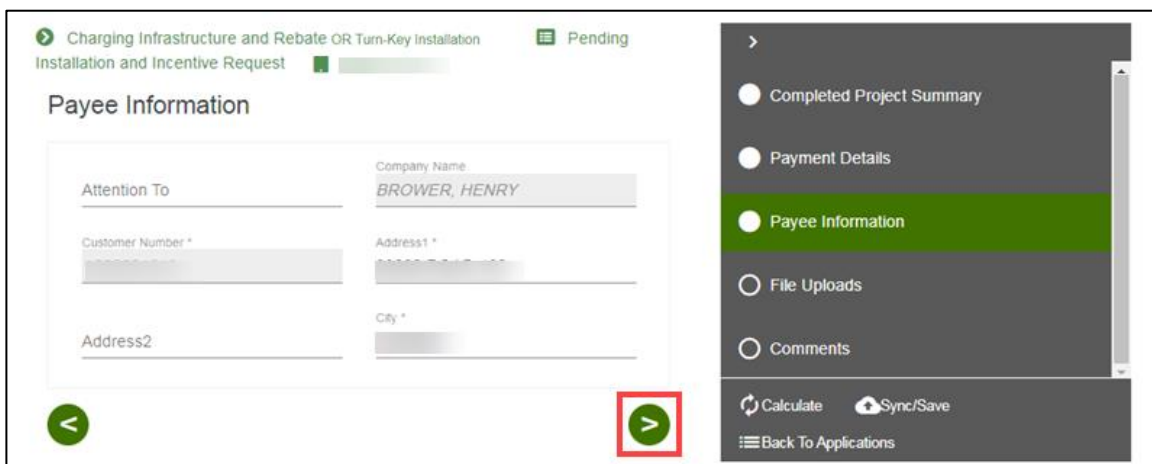 Charging Infrastructure and Rebate OR Turn-Key Installation Pending
Installation and Incentive Request
Payee Information
Attention To
Company Name
BROWER, HENRY
Customer Number *
Address1 *
Address2
City *
<
>
>
Completed Project Summary
Payment Details
Payee Information
File Uploads
Comments
Calculate Sync/Save
Back To Applications